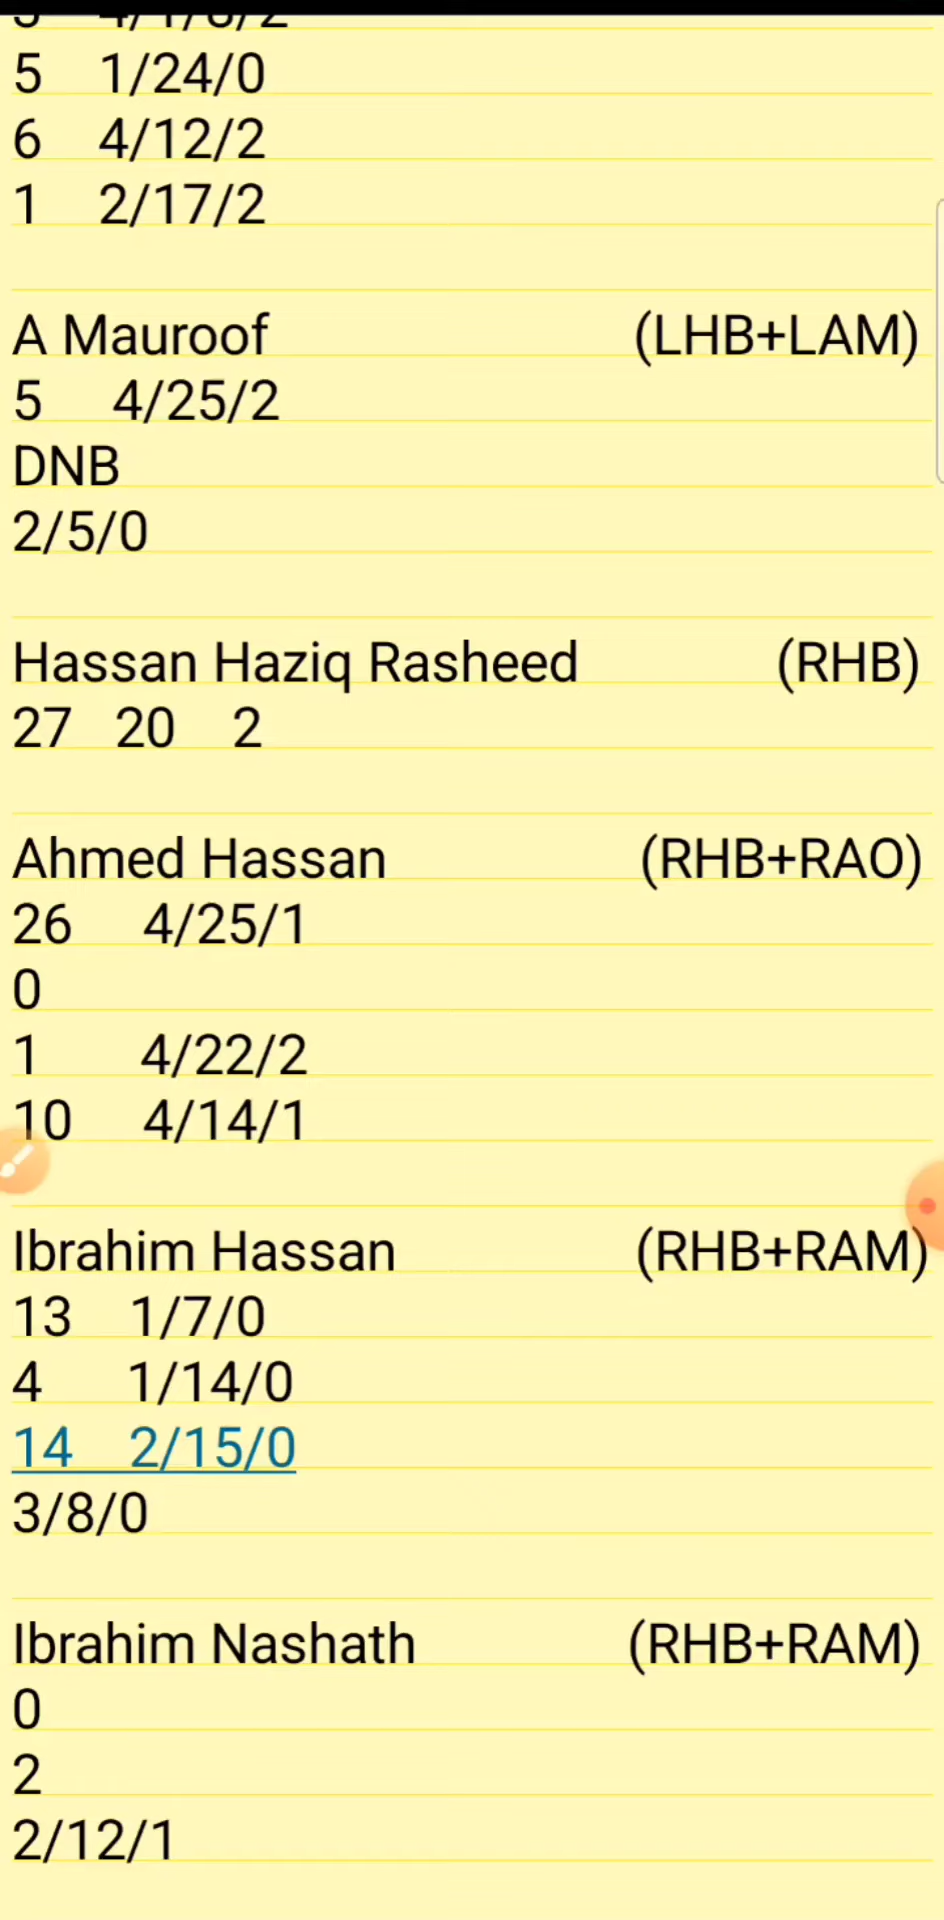 5 1/24/0
6 4/12/2
1 2/17/2
A Mauroof (LHB+LAM)
5 4/25/2
DNB
2/5/0
Hassan Haziq Rasheed (RHB)
27 20 2
Ahmed Hassan (RHB+RAO)
26 4/25/1
0
1 4/22/2
10 4/14/1
Ibrahim Hassan (RHB+RAM)
13 1/7/0
4 1/14/0
14 2/15/0
3/8/0
Ibrahim Nashath (RHB+RAM)
0
2
2/12/1